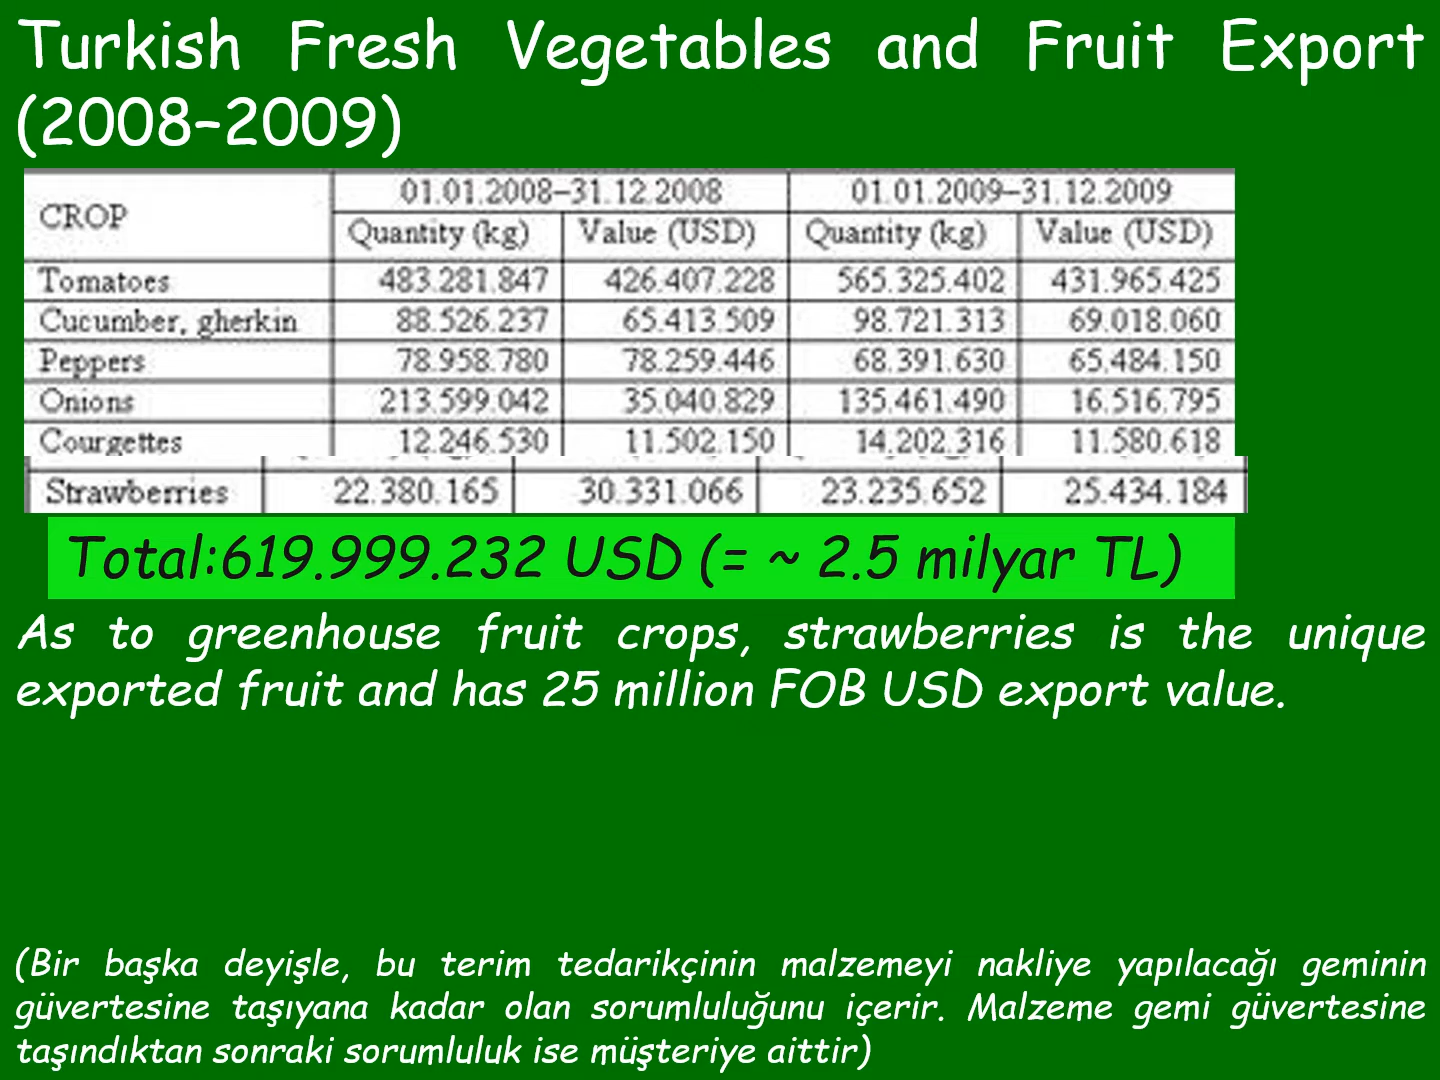 Turkish Fresh Vegetables and Fruit Export
(2008–2009)
CROP 01.01.2008–31.12.2008 01.01.2009–31.12.2009
Quantity (kg) Value (USD) Quantity (kg) Value (USD)
Tomatoes 483.281.847 426.407.228 565.325.402 431.965.425
Cucumber, gherkin 88.526.237 65.413.509 98.721.313 69.018.060
Peppers 78.958.780 78.259.446 68.391.630 65.484.150
Onions 213.599.042 35.040.829 135.461.490 16.516.795
Courgettes 12.246.530 11.502.150 14.202.316 11.580.618
Strawberries 22.380.165 30.331.066 23.235.652 25.434.184
Total:619.999.232 USD (= ~ 2.5 milyar TL)
As to greenhouse fruit crops, strawberries is the unique
exported fruit and has 25 million FOB USD export value.
(Bir başka deyişle, bu terim tedarikçinin malzemeyi nakliye yapılacağı geminin
güvertesine taşıyana kadar olan sorumluluğunu içerir. Malzeme gemi güvertesine
taşındıktan sonraki sorumluluk ise müşteriye aittir)